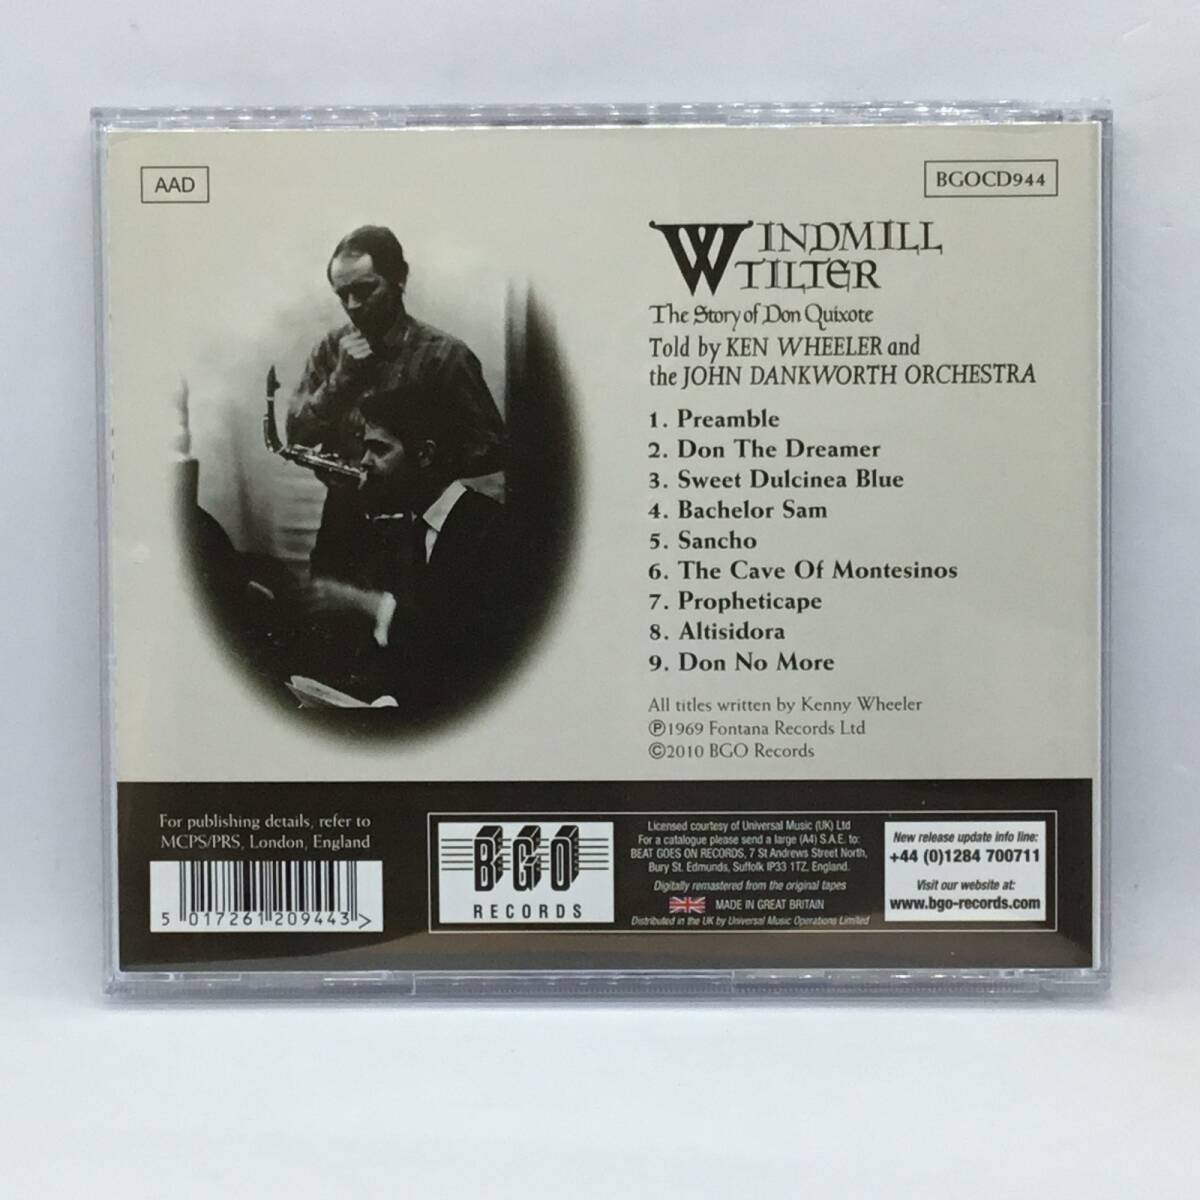 AAD
BGOCD944
WINDMILL
TILTER
The Story of Don Quixote
Told by KEN WHEELER and
the JOHN DANKWORTH ORCHESTRA
1. Preamble
2. Don The Dreamer
3. Sweet Dulcinea Blue
4. Bachelor Sam
5. Sancho
6. The Cave Of Montesinos
7. Propheticape
8. Altisidora
9. Don No More
All titles written by Kenny Wheeler
℗1969 Fontana Records Ltd
©2010 BGO Records
For publishing details, refer to
MCPS/PRS, London, England
5 017261 209443 >
BGO
RECORDS
Licensed courtesy of Universal Music (UK) Ltd
For a catalogue please send a large (A4) S.A.E. to:
BEAT GOES ON RECORDS, 7 St Andrews Street North,
Bury St. Edmunds, Suffolk IP33 1TZ, England.
Digitally remastered from the original tapes
MADE IN GREAT BRITAIN
Distributed in the UK by Universal Music Operations Limited
New release update info line:
+44 (0)1284 700711
Visit our website at:
www.bgo-records.com